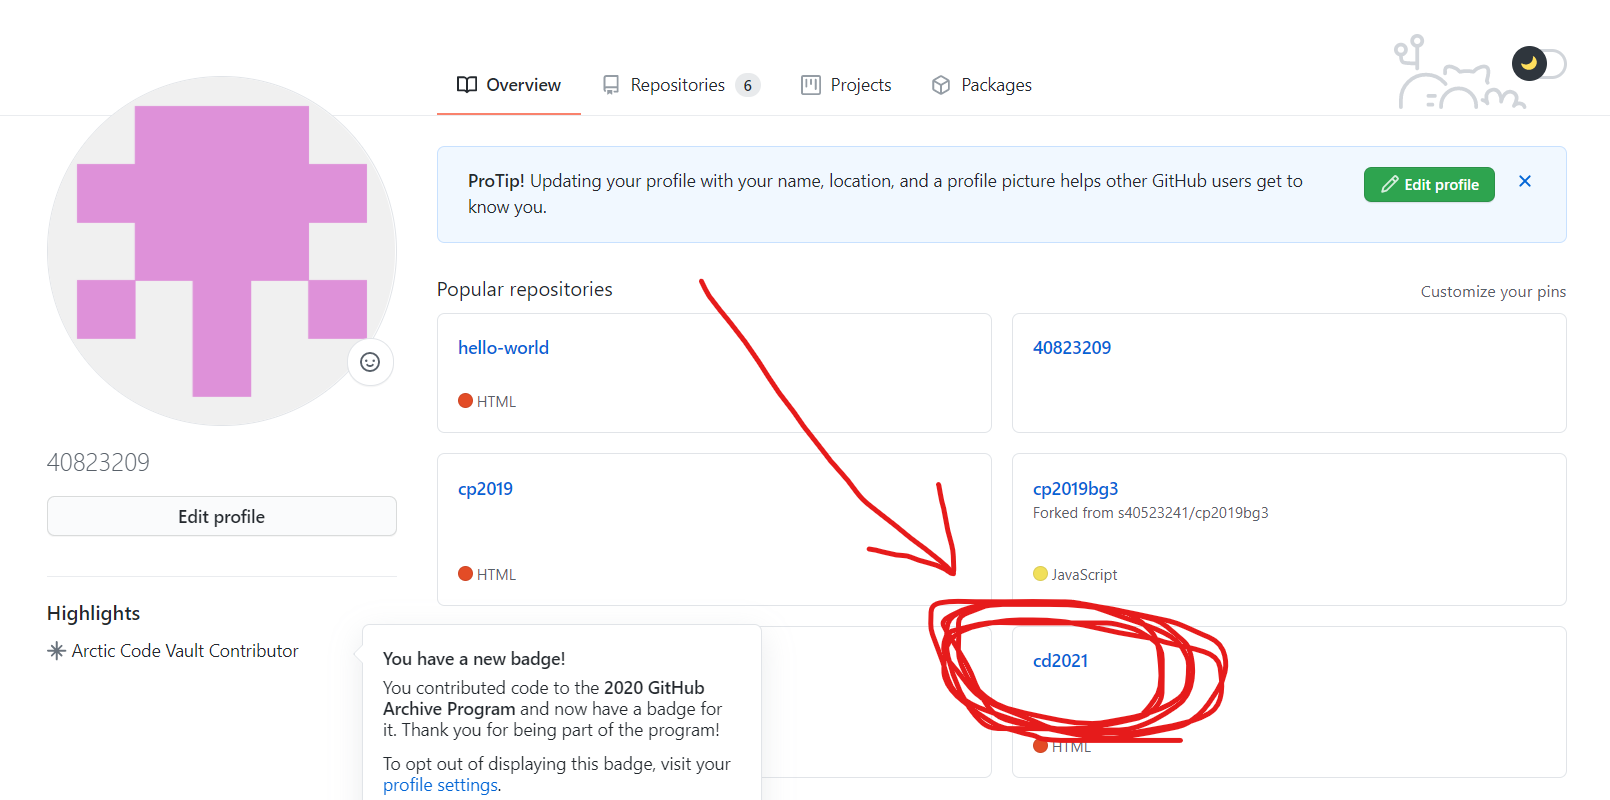 Overview Repositories 6 Projects Packages
ProTip! Updating your profile with your name, location, and a profile picture helps other GitHub users get to
know you.
Edit profile
Popular repositories
Customize your pins
hello-world
HTML
40823209
cp2019
HTML
cp2019bg3
Forked from s40523241/cp2019bg3
JavaScript
cd2021
HTML
40823209
Edit profile
Highlights
Arctic Code Vault Contributor
You have a new badge!
You contributed code to the 2020 GitHub
Archive Program and now have a badge for
it. Thank you for being part of the program!
To opt out of displaying this badge, visit your
profile settings.